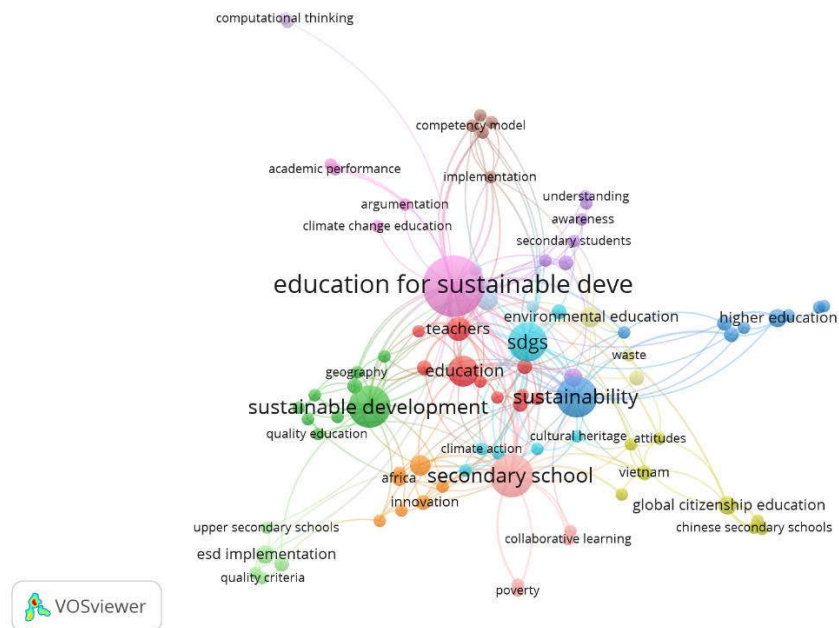 computational thinking
competency model
academic performance
implementation
understanding
argumentation
awareness
climate change education
secondary students
education for sustainable deve
environmental education
higher education
teachers
sdgs
waste
geography
education
sustainable development
sustainability
quality education
cultural heritage
attitudes
climate action
africa
secondary school
vietnam
innovation
global citizenship education
upper secondary schools
chinese secondary schools
collaborative learning
esd implementation
quality criteria
poverty
VOSviewer